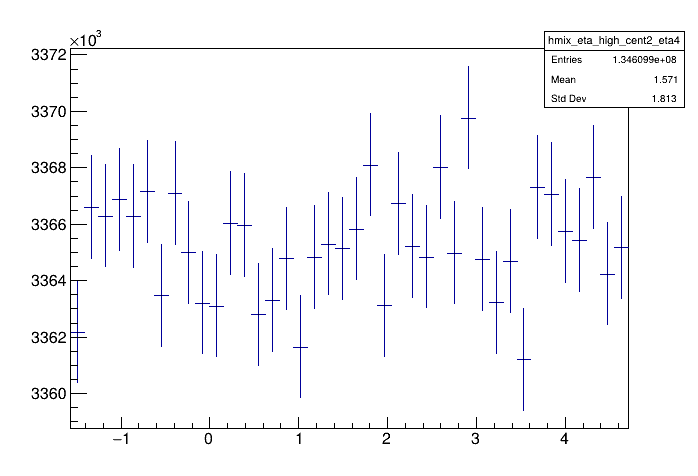 ×10³
hmix_eta_high_cent2_eta4
Entries 1.346099e+08
Mean 1.571
Std Dev 1.813
3372
3370
3368
3366
3364
3362
3360
−1 0 1 2 3 4